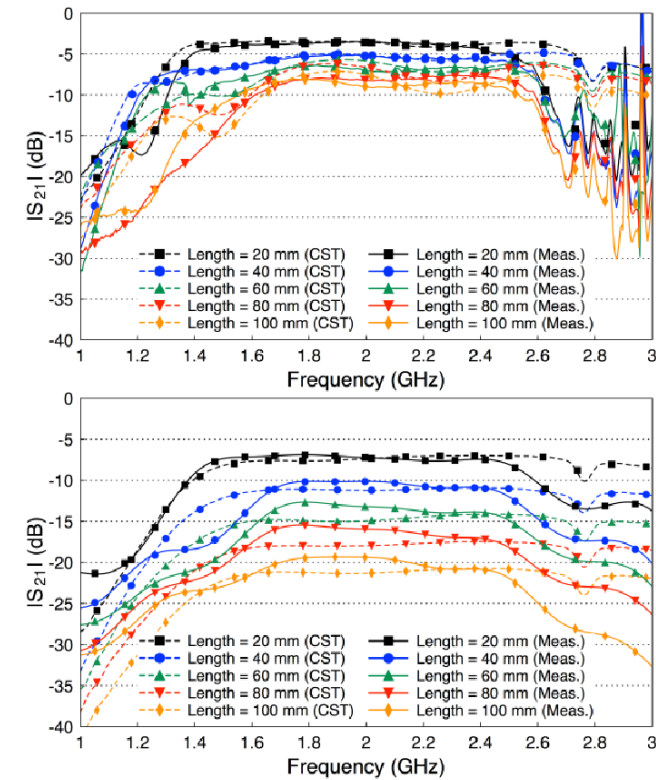 0
-5
-10
-15
-20
-25
-30
-35
-40
|S21| (dB)
Length = 20 mm (CST) Length = 20 mm (Meas.)
Length = 40 mm (CST) Length = 40 mm (Meas.)
Length = 60 mm (CST) Length = 60 mm (Meas.)
Length = 80 mm (CST) Length = 80 mm (Meas.)
Length = 100 mm (CST) Length = 100 mm (Meas.)
1 1.2 1.4 1.6 1.8 2 2.2 2.4 2.6 2.8 3
Frequency (GHz)
0
-5
-10
-15
-20
-25
-30
-35
-40
|S21| (dB)
Length = 20 mm (CST) Length = 20 mm (Meas.)
Length = 40 mm (CST) Length = 40 mm (Meas.)
Length = 60 mm (CST) Length = 60 mm (Meas.)
Length = 80 mm (CST) Length = 80 mm (Meas.)
Length = 100 mm (CST) Length = 100 mm (Meas.)
1 1.2 1.4 1.6 1.8 2 2.2 2.4 2.6 2.8 3
Frequency (GHz)